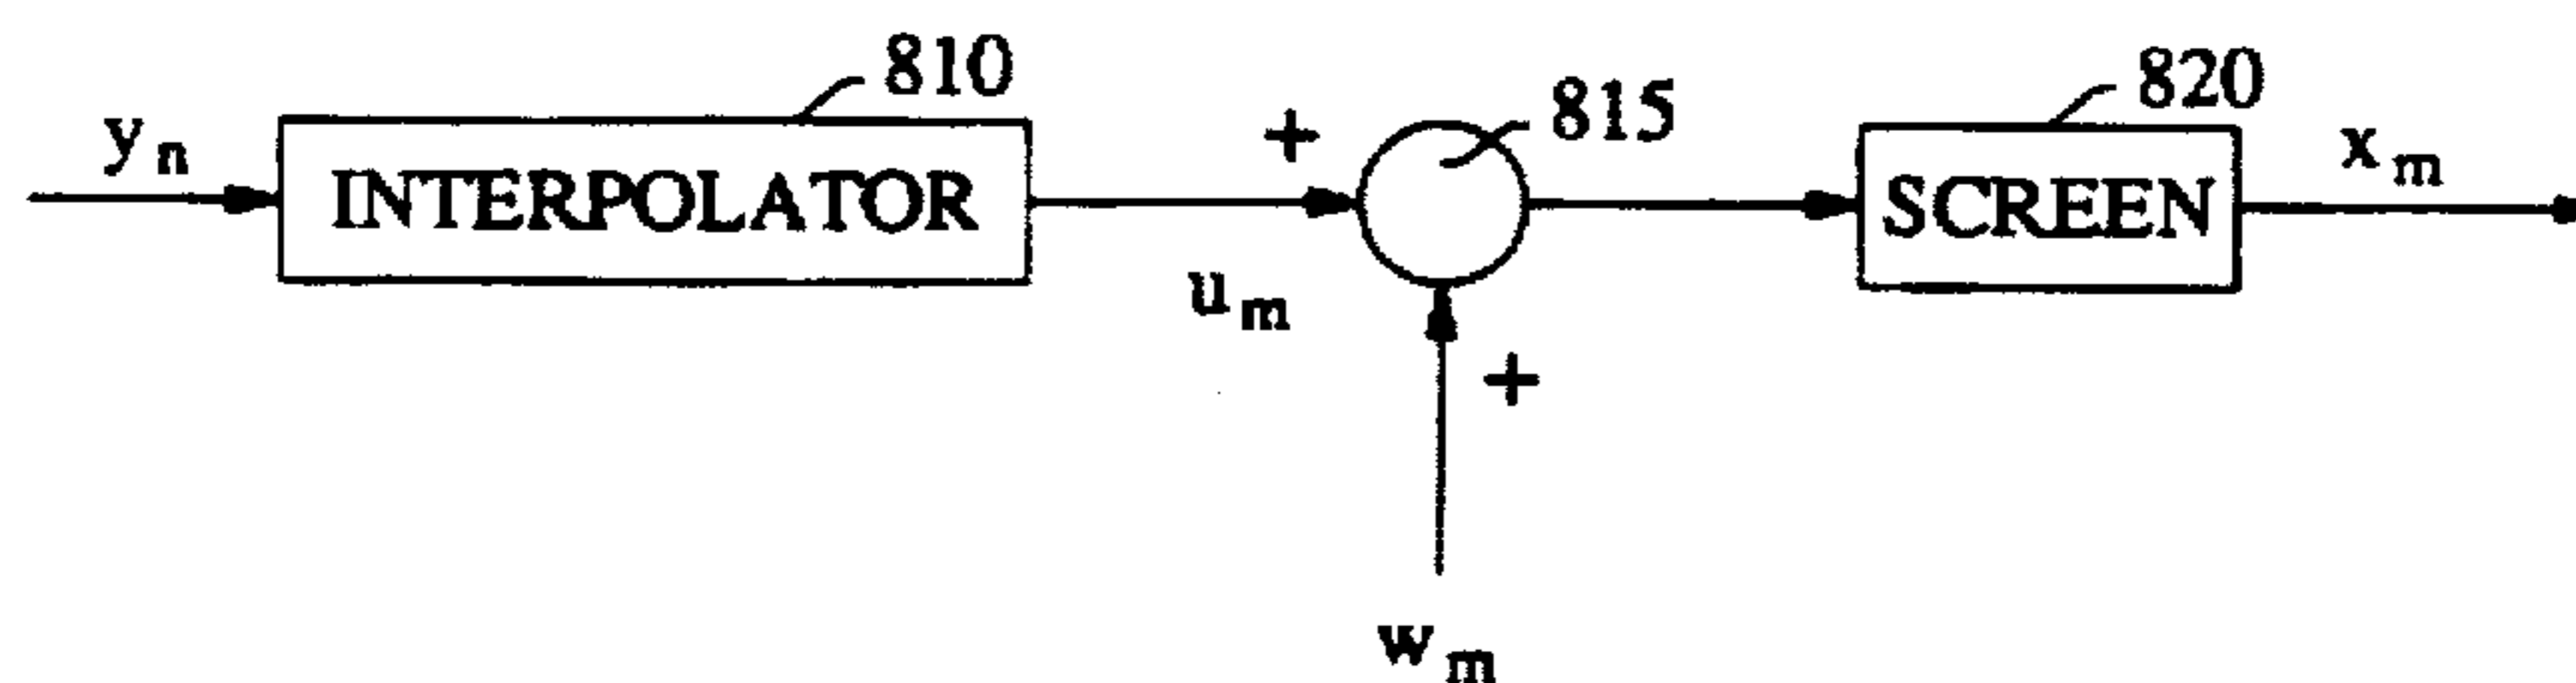 810
815
820
y n
INTERPOLATOR
+
SCREEN
x m
u m
+
w m